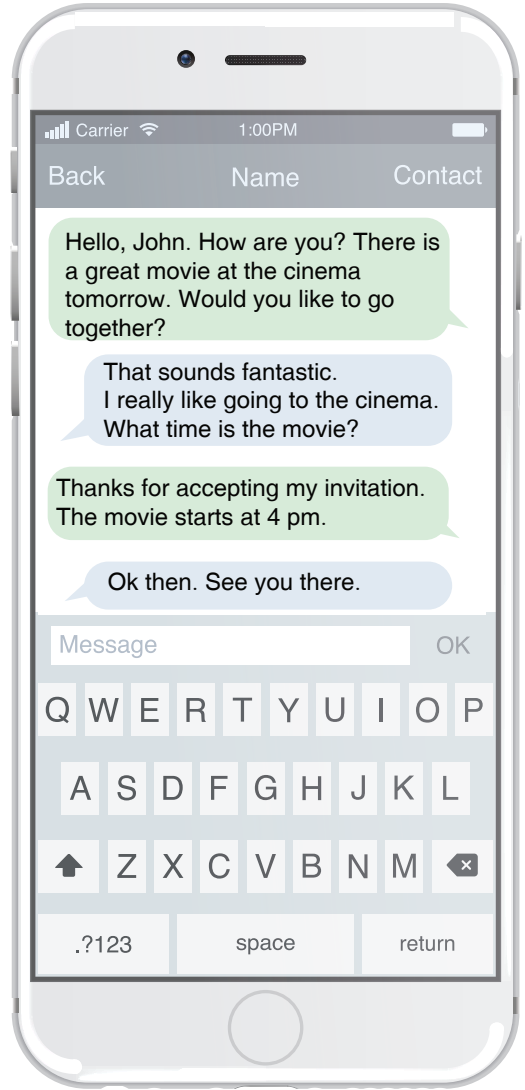 Carrier 1:00PM
Back Name Contact
Hello, John. How are you? There is
a great movie at the cinema
tomorrow. Would you like to go
together?
That sounds fantastic.
I really like going to the cinema.
What time is the movie?
Thanks for accepting my invitation.
The movie starts at 4 pm.
Ok then. See you there.
Message OK
Q W E R T Y U I O P
A S D F G H J K L
Z X C V B N M
.?123 space return